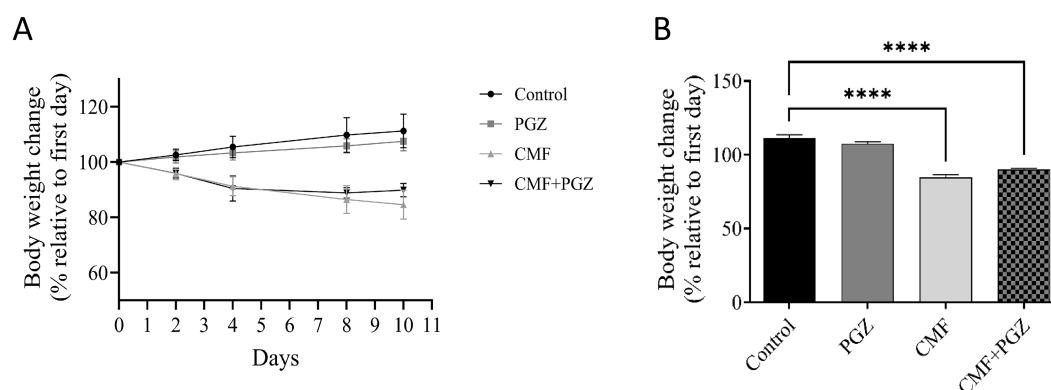 A
Body weight change
(% relative to first day)
120
100
80
60
0 1 2 3 4 5 6 7 8 9 10 11
Days
Control
PGZ
CMF
CMF+PGZ
B
Body weight change
(% relative to first day)
150
100
50
0
****
****
Control
PGZ
CMF
CMF+PGZ